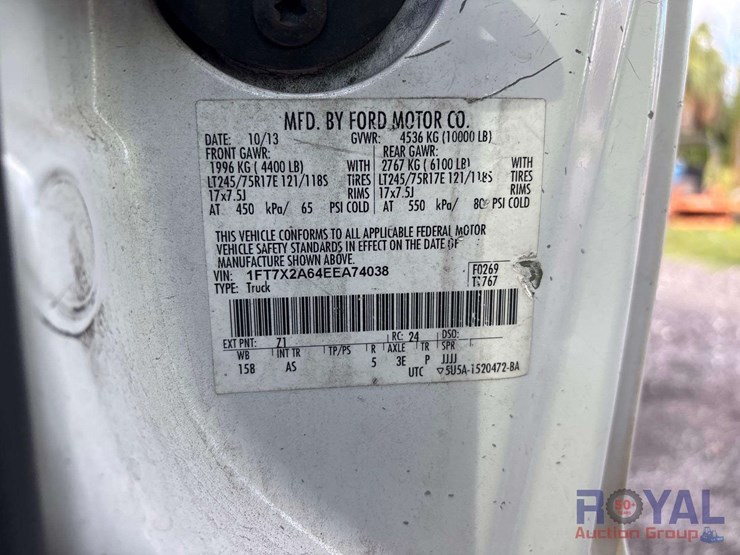 MFD. BY FORD MOTOR CO.
DATE: 10/13 GVWR: 4536 KG (10000 LB)
FRONT GAWR: REAR GAWR:
1996 KG ( 4400 LB) WITH 2767 KG ( 6100 LB) WITH
LT245/75R17E 121/118S TIRES LT245/75R17E 121/118S TIRES
17x7.5J RIMS 17x7.5J RIMS
AT 450 kPa/ 65 PSI COLD AT 550 kPa/ 80 PSI COLD
THIS VEHICLE CONFORMS TO ALL APPLICABLE FEDERAL MOTOR
VEHICLE SAFETY STANDARDS IN EFFECT ON THE DATE OF
MANUFACTURE SHOWN ABOVE.
VIN: 1FT7X2A64EEA74038 F0269
TYPE: Truck
EXT PNT: Z1 RC: 24 DSO:
WB INT TR TP/PS R AXLE TR SPR
158 AS 5 3E P JJJJ
UTC ▽5U5A-1520472-BA
ROYAL
50+
Auction Group